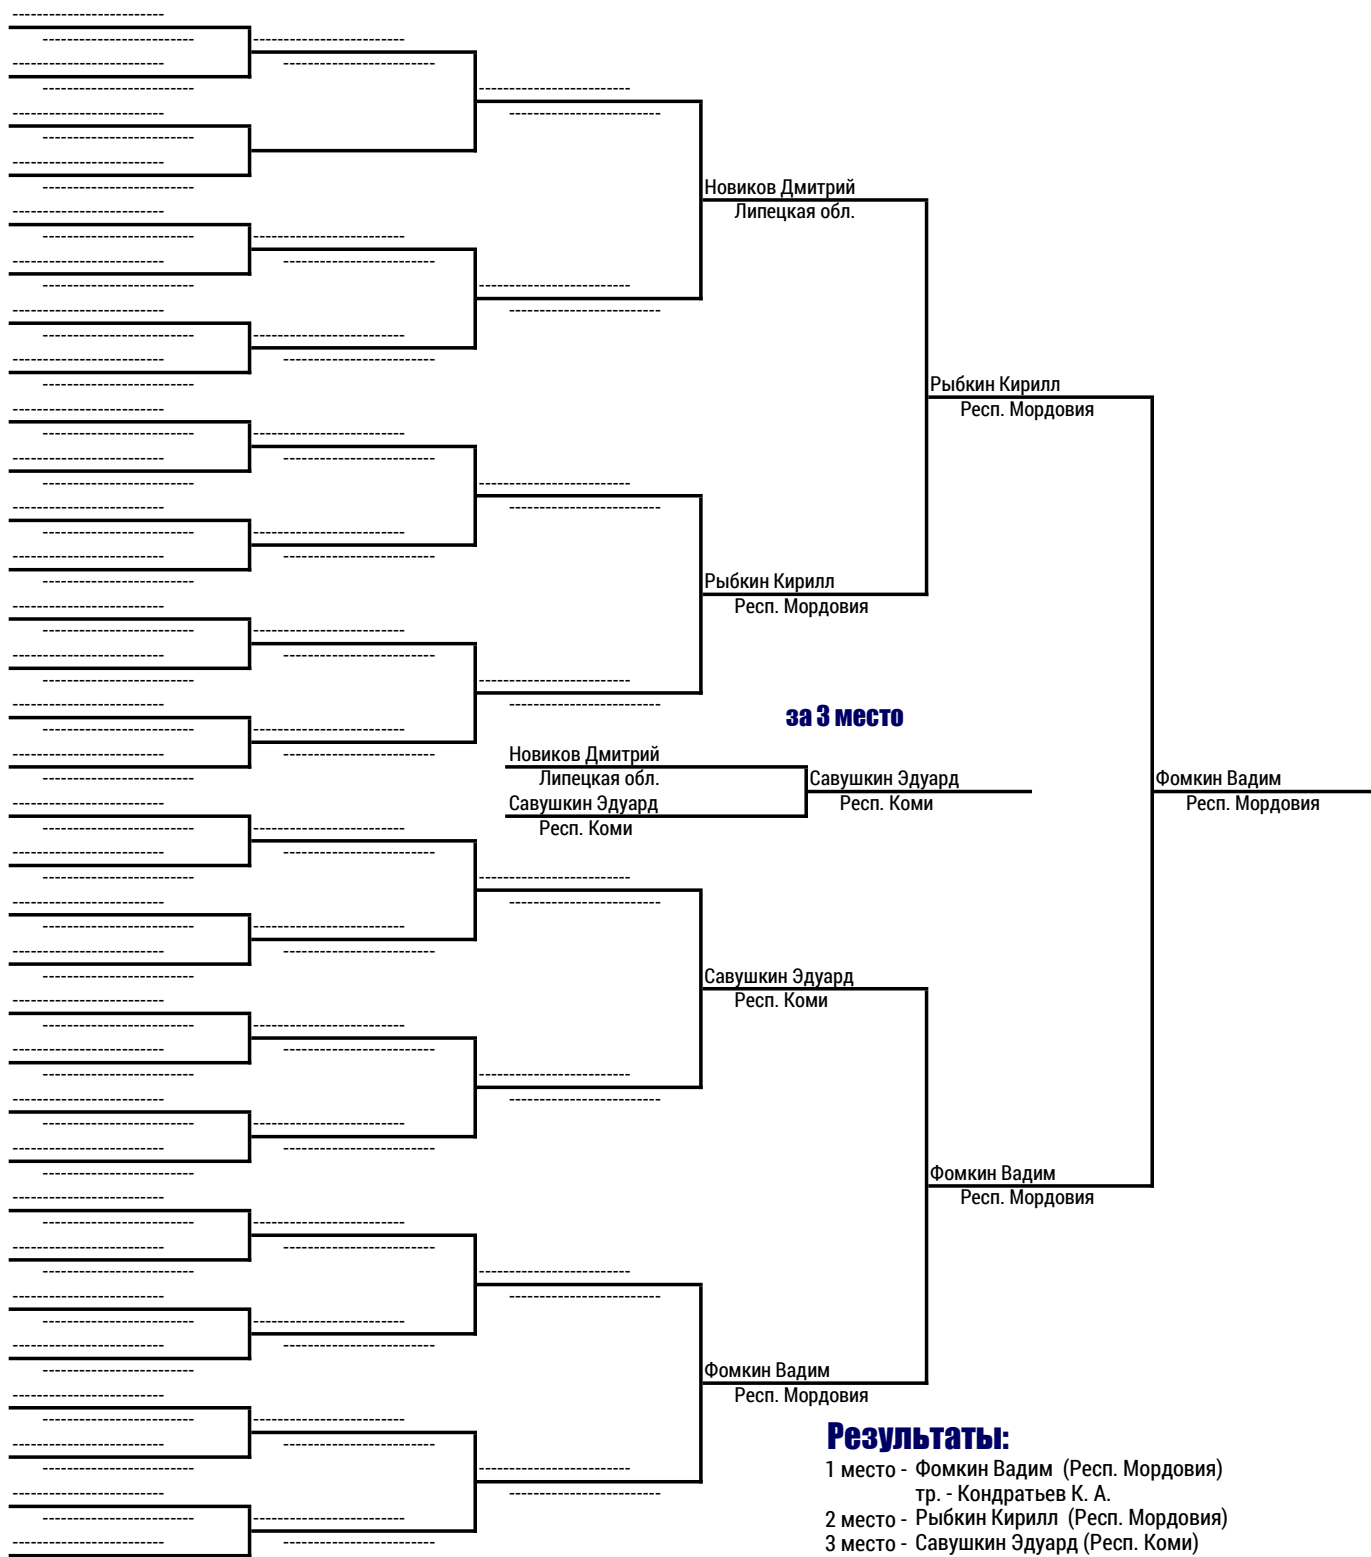 Новиков Дмитрий
Липецкая обл.
Рыбкин Кирилл
Респ. Мордовия
Рыбкин Кирилл
Респ. Мордовия
за 3 место
Новиков Дмитрий
Липецкая обл.
Савушкин Эдуард
Респ. Коми
Савушкин Эдуард
Респ. Коми
Фомкин Вадим
Респ. Мордовия
Савушкин Эдуард
Респ. Коми
Фомкин Вадим
Респ. Мордовия
Фомкин Вадим
Респ. Мордовия
Результаты:
1 место - Фомкин Вадим (Респ. Мордовия)
тр. - Кондратьев К. А.
2 место - Рыбкин Кирилл (Респ. Мордовия)
3 место - Савушкин Эдуард (Респ. Коми)